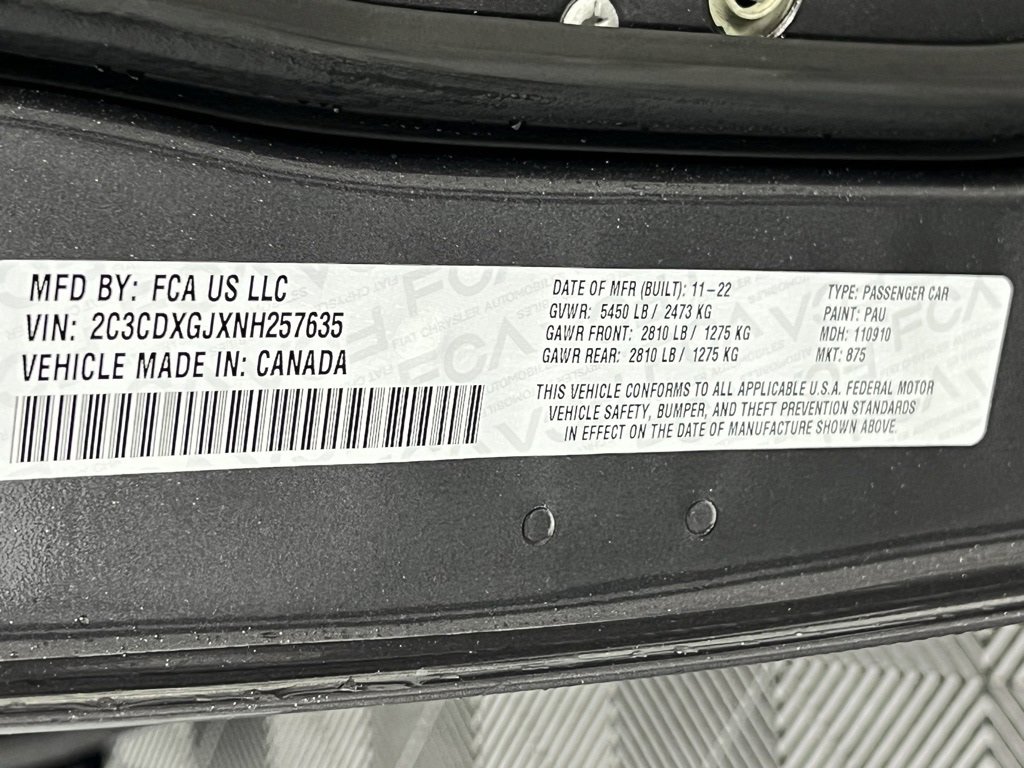 MFD BY: FCA US LLC
VIN: 2C3CDXGJXNH257635
VEHICLE MADE IN: CANADA
DATE OF MFR (BUILT): 11-22
GVWR: 5450 LB / 2473 KG
GAWR FRONT: 2810 LB / 1275 KG
GAWR REAR: 2810 LB / 1275 KG
TYPE: PASSENGER CAR
PAINT: PAU
MDH: 110910
MKT: 875
THIS VEHICLE CONFORMS TO ALL APPLICABLE U.S.A. FEDERAL MOTOR
VEHICLE SAFETY, BUMPER, AND THEFT PREVENTION STANDARDS
IN EFFECT ON THE DATE OF MANUFACTURE SHOWN ABOVE.